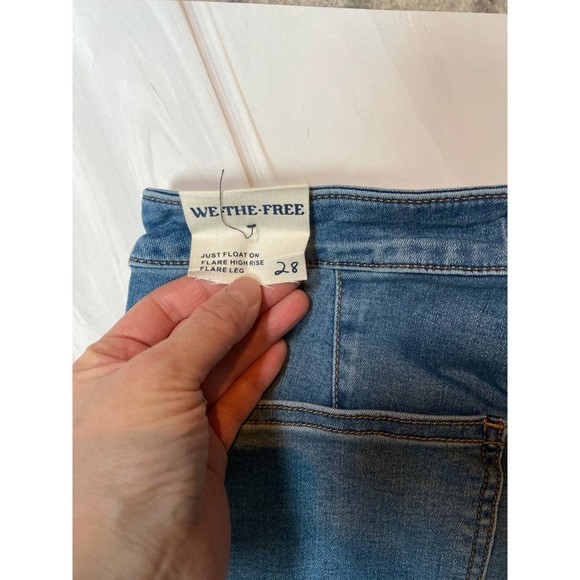 WE•THE•FREE
JUST FLOAT ON
FLARE HIGH RISE
FLARE LEG
28